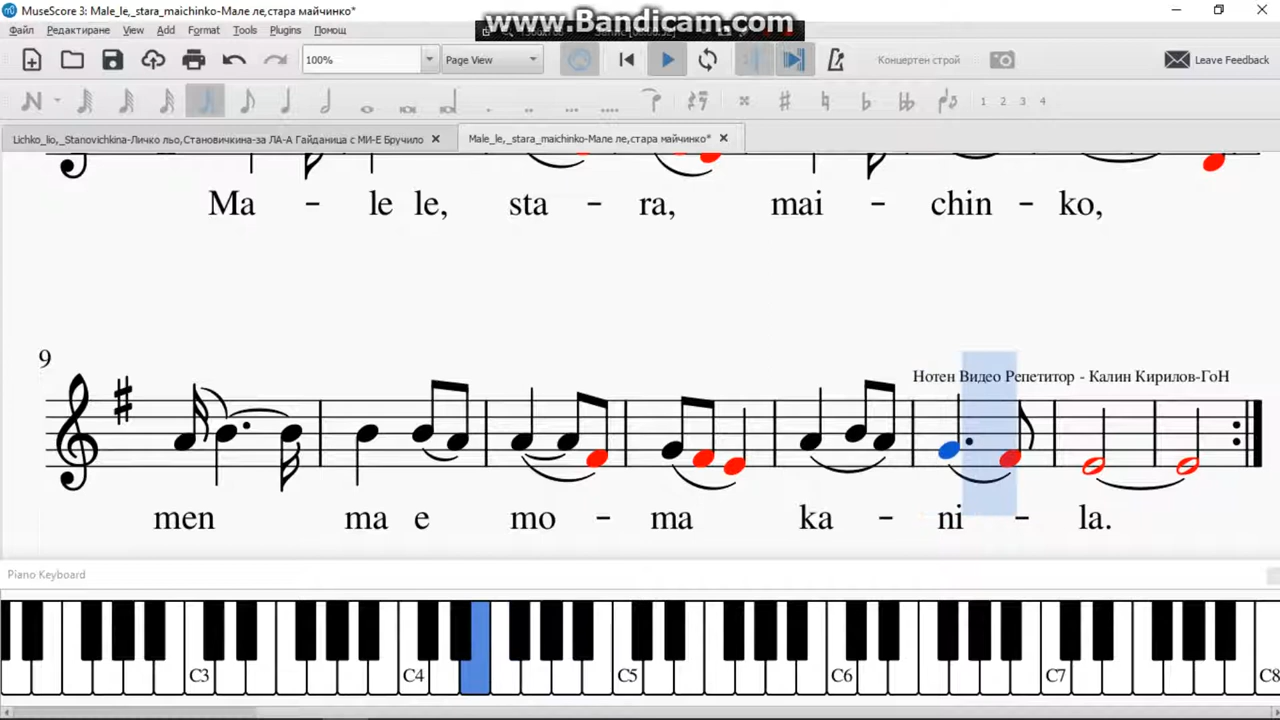 MuseScore 3: Male_le,_stara_maichinko-Мале ле,стара майчинко*
www.Bandicam.com
Файл Редактиране View Add Format Tools Plugins Помощ
100% Page View Концертен строй Leave Feedback
1 2 3 4
Lichko_lio,_Stanovichkina-Личко льо,Становичкина-за ЛА-А Гайданица с МИ-Е Бручило Male_le,_stara_maichinko-Мале ле,стара майчинко*
Ma - le le, sta - ra, mai - chin - ko,
9
Нотен Видео Репетитор - Калин Кирилов-ГоН
men ma e mo - ma ka - ni - la.
Piano Keyboard
C3 C4 C5 C6 C7 C8